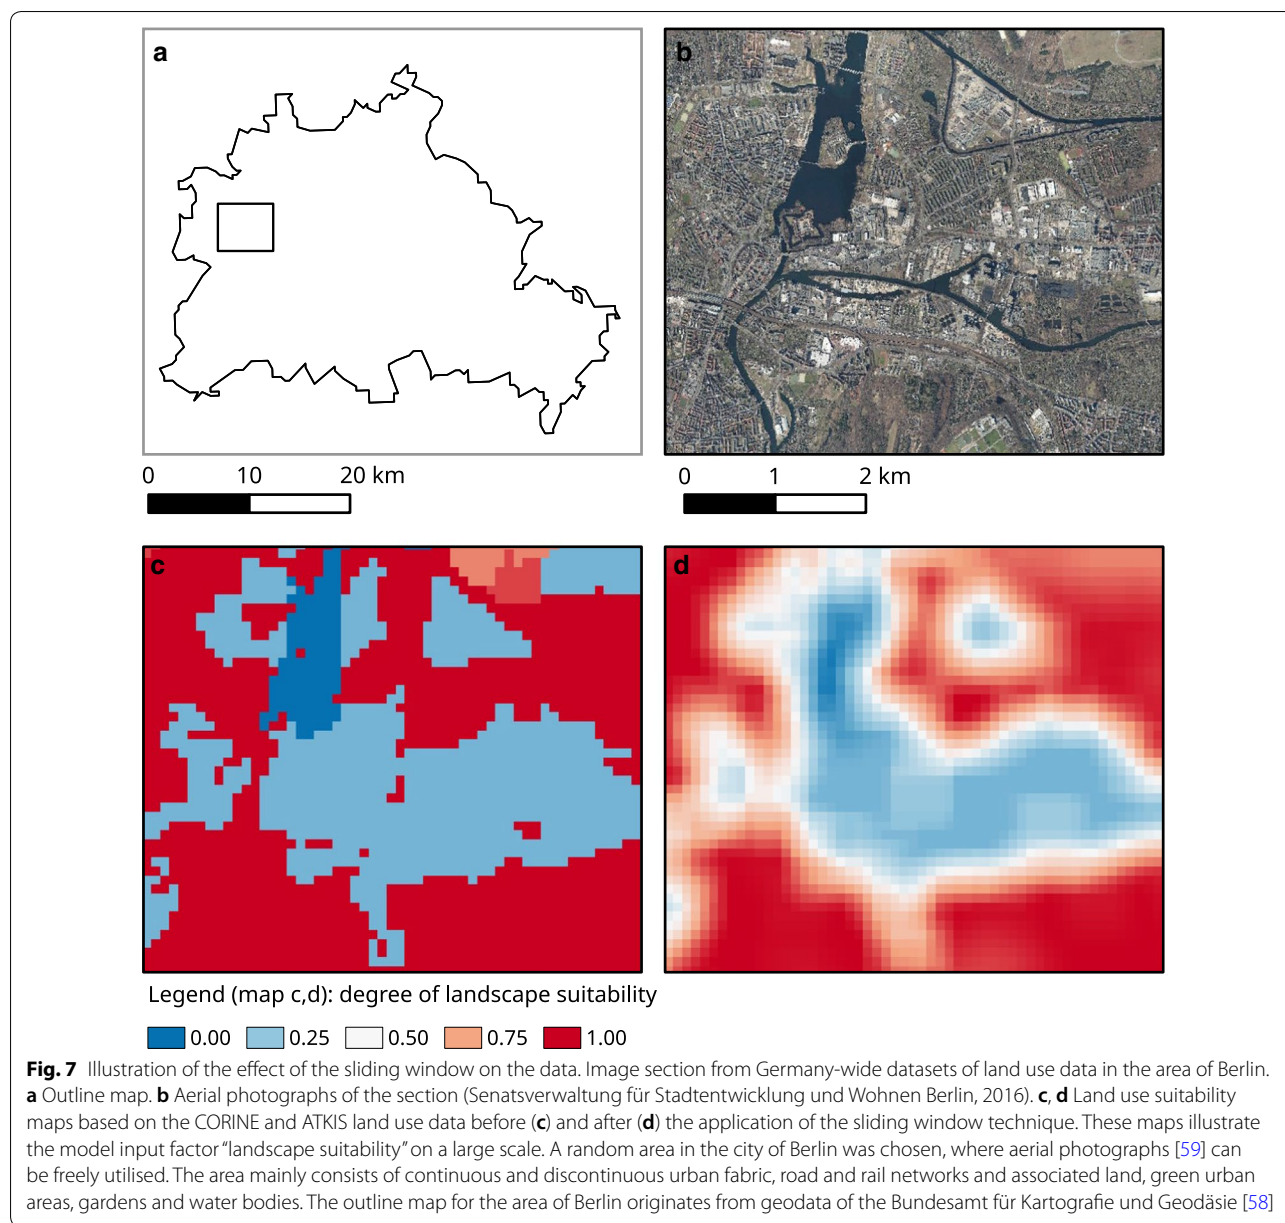 a
b
0 10 20 km
0 1 2 km
c
d
Legend (map c,d): degree of landscape suitability
0.00 0.25 0.50 0.75 1.00
Fig. 7 Illustration of the effect of the sliding window on the data. Image section from Germany-wide datasets of land use data in the area of Berlin.
a Outline map. b Aerial photographs of the section (Senatsverwaltung für Stadtentwicklung und Wohnen Berlin, 2016). c, d Land use suitability
maps based on the CORINE and ATKIS land use data before (c) and after (d) the application of the sliding window technique. These maps illustrate
the model input factor “landscape suitability” on a large scale. A random area in the city of Berlin was chosen, where aerial photographs [59] can
be freely utilised. The area mainly consists of continuous and discontinuous urban fabric, road and rail networks and associated land, green urban
areas, gardens and water bodies. The outline map for the area of Berlin originates from geodata of the Bundesamt für Kartografie und Geodäsie [58]